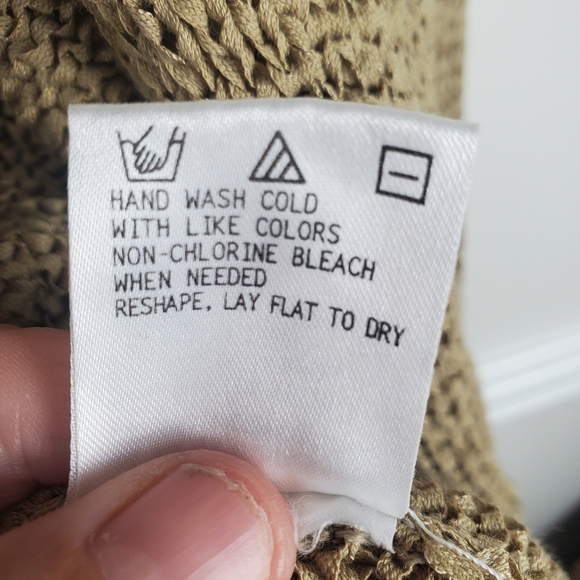 HAND WASH COLD
WITH LIKE COLORS
NON-CHLORINE BLEACH
WHEN NEEDED
RESHAPE, LAY FLAT TO DRY